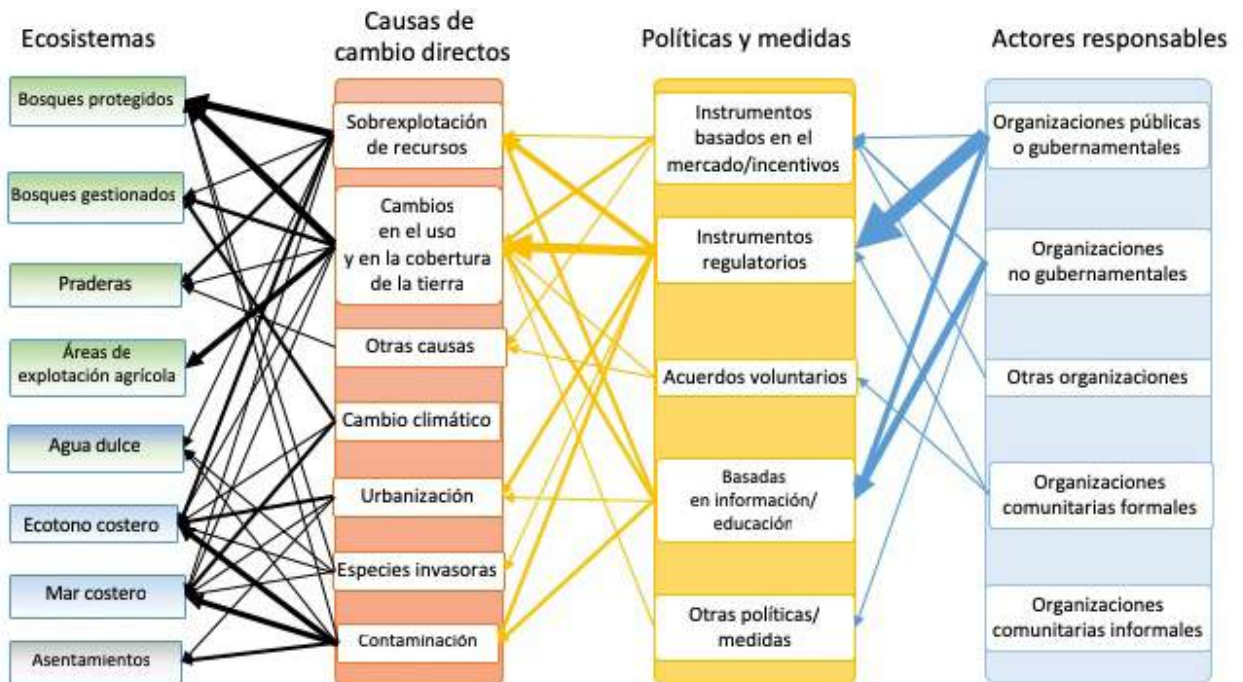 Ecosistemas
Causas de
cambio directos
Políticas y medidas
Actores responsables
Bosques protegidos
Bosques gestionados
Praderas
Áreas de
explotación agrícola
Agua dulce
Ecotono costero
Mar costero
Asentamientos
Sobrexplotación
de recursos
Cambios
en el uso
y en la cobertura
de la tierra
Otras causas
Cambio climático
Urbanización
Especies invasoras
Contaminación
Instrumentos
basados en el
mercado/incentivos
Instrumentos
regulatorios
Acuerdos voluntarios
Basadas
en información/
educación
Otras políticas/
medidas
Organizaciones públicas
o gubernamentales
Organizaciones
no gubernamentales
Otras organizaciones
Organizaciones
comunitarias formales
Organizaciones
comunitarias informales